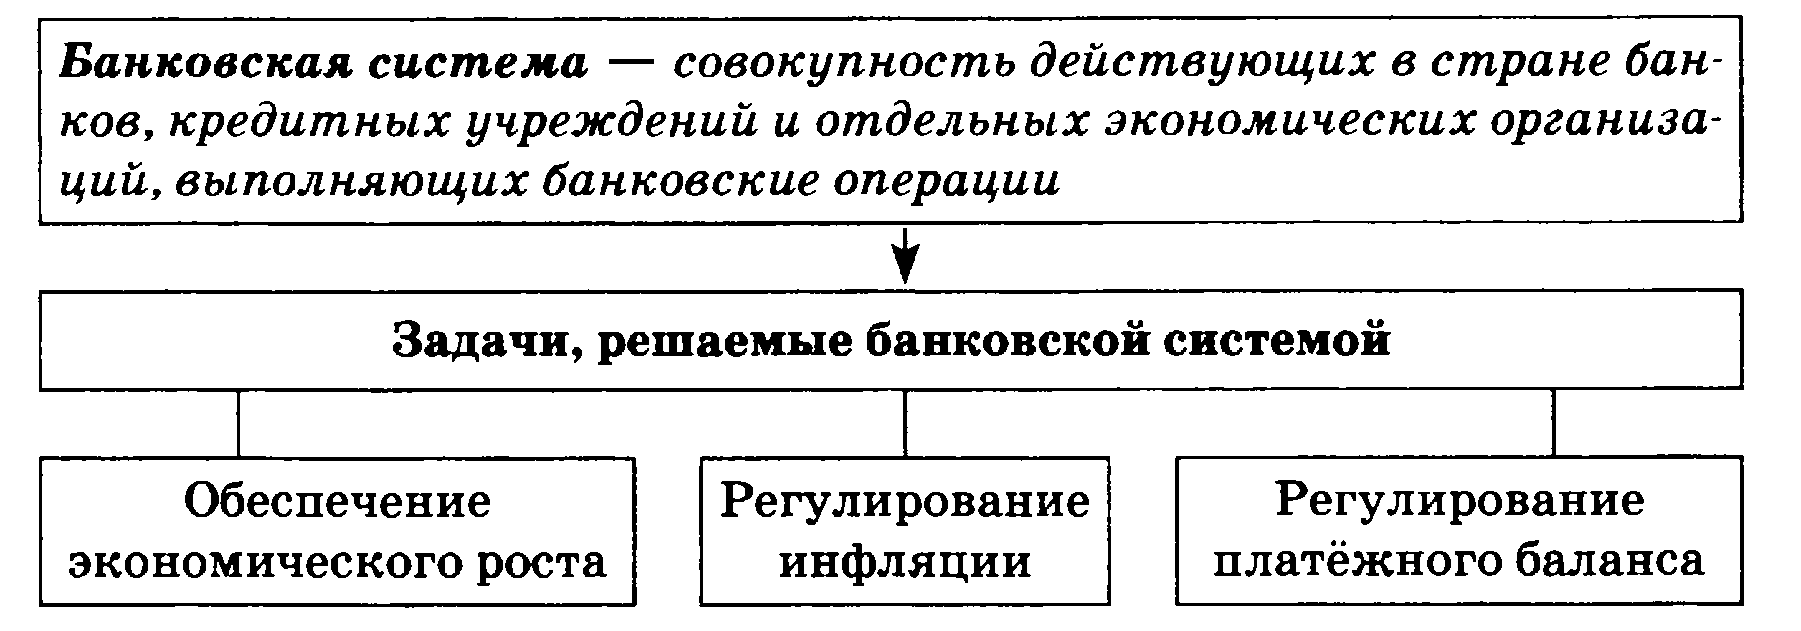 Банковская система — совокупность действующих в стране бан-
ков, кредитных учреждений и отдельных экономических организа-
ций, выполняющих банковские операции
Задачи, решаемые банковской системой
Обеспечение
экономического роста
Регулирование
инфляции
Регулирование
платёжного баланса